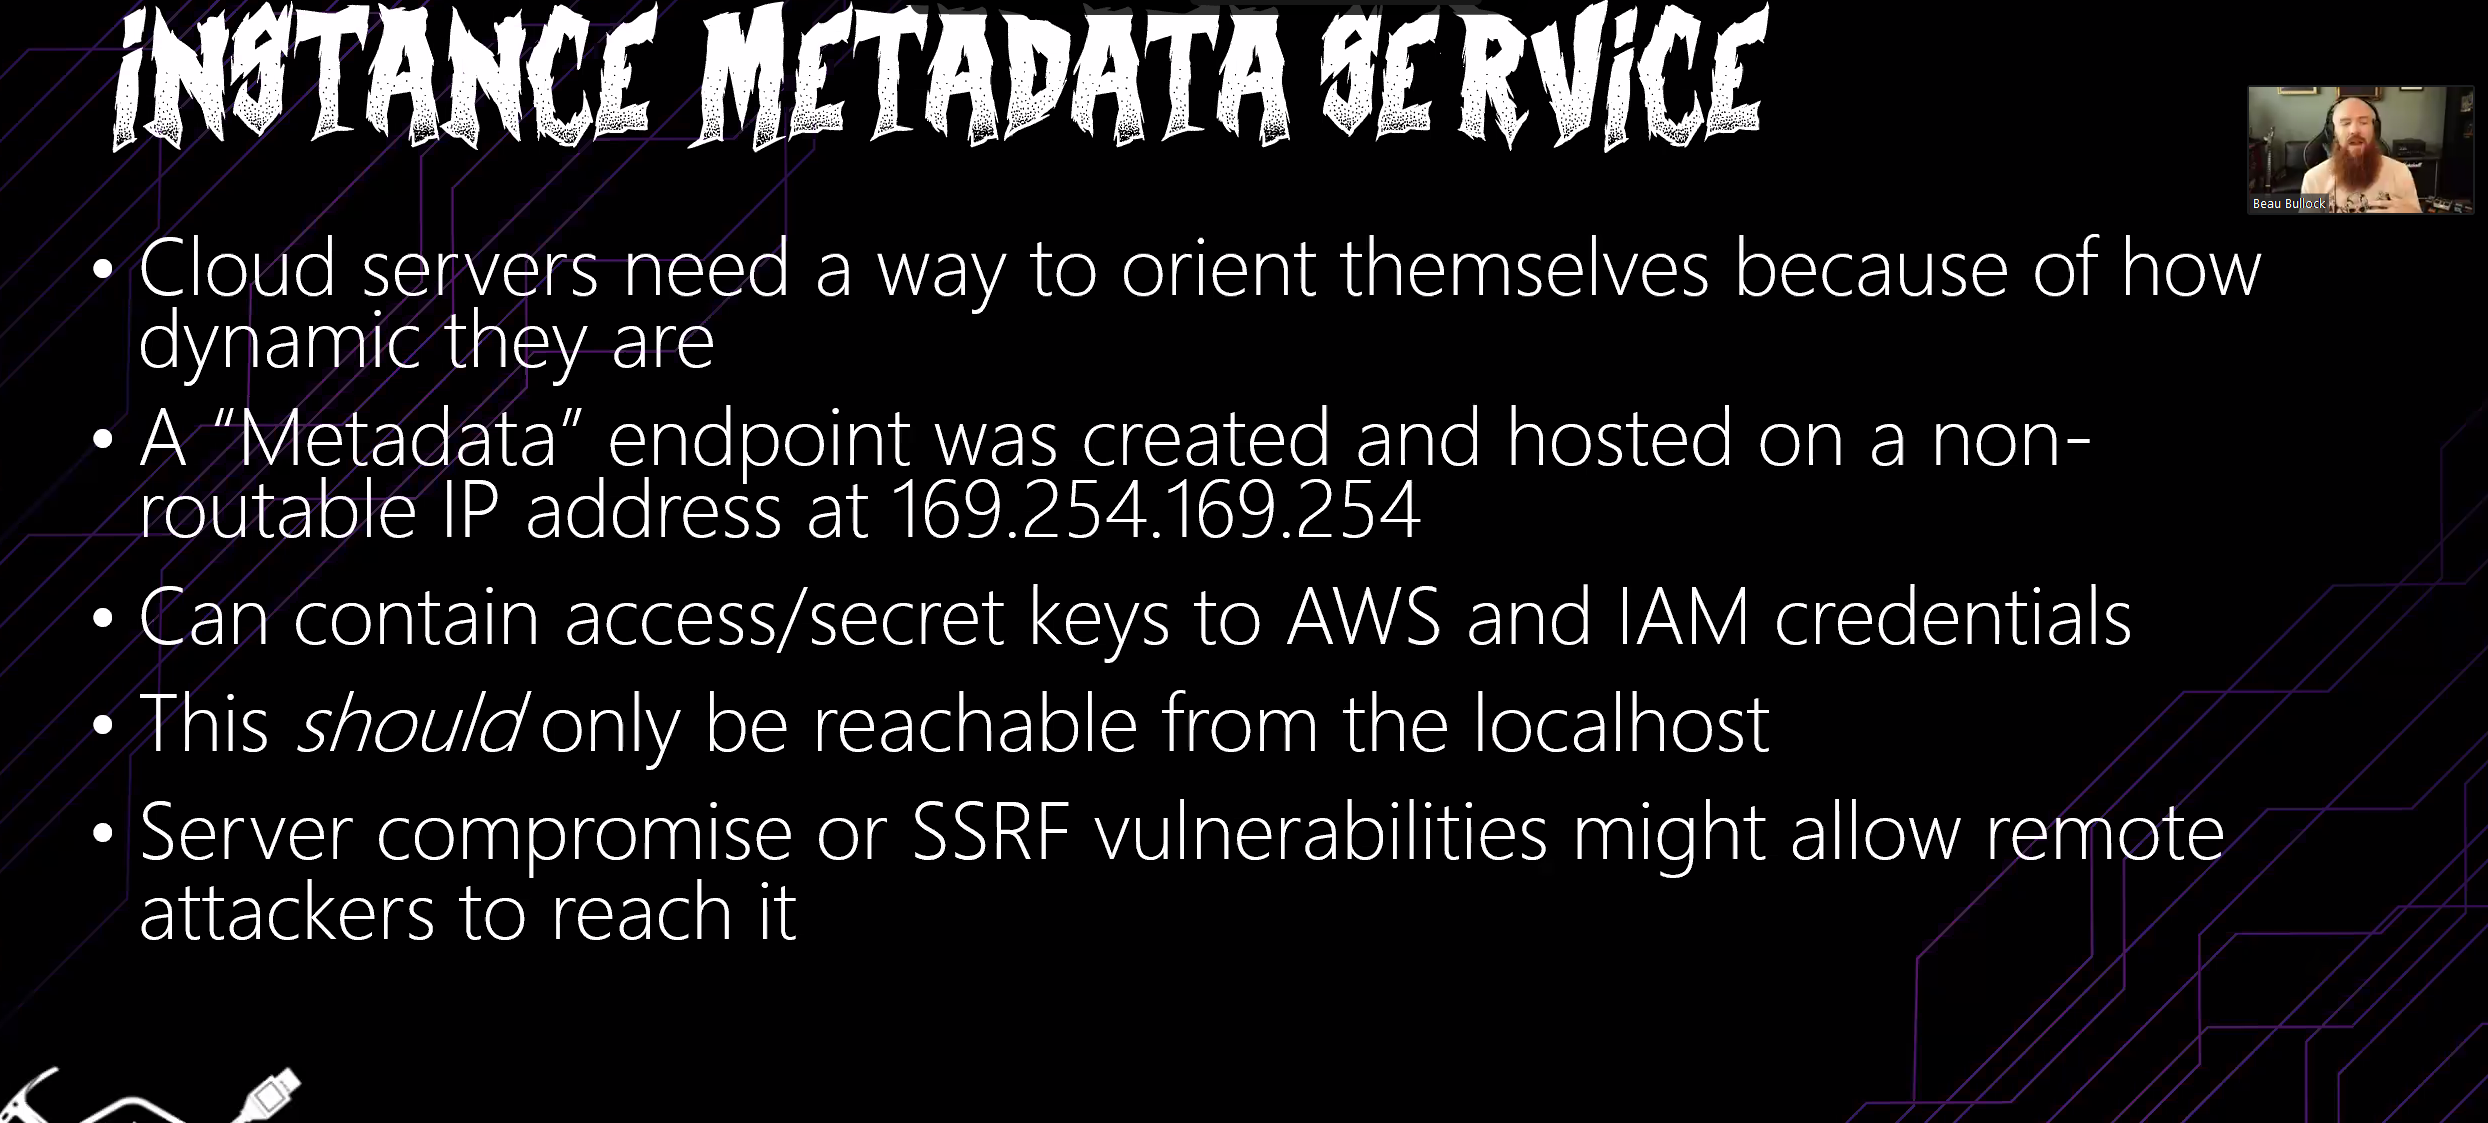 INSTANCE METADATA SERVICE
Beau Bullock
• Cloud servers need a way to orient themselves because of how
dynamic they are
• A “Metadata” endpoint was created and hosted on a non-
routable IP address at 169.254.169.254
• Can contain access/secret keys to AWS and IAM credentials
• This should only be reachable from the localhost
• Server compromise or SSRF vulnerabilities might allow remote
attackers to reach it